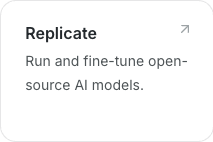 Replicate
Run and fine-tune open-
source AI models.